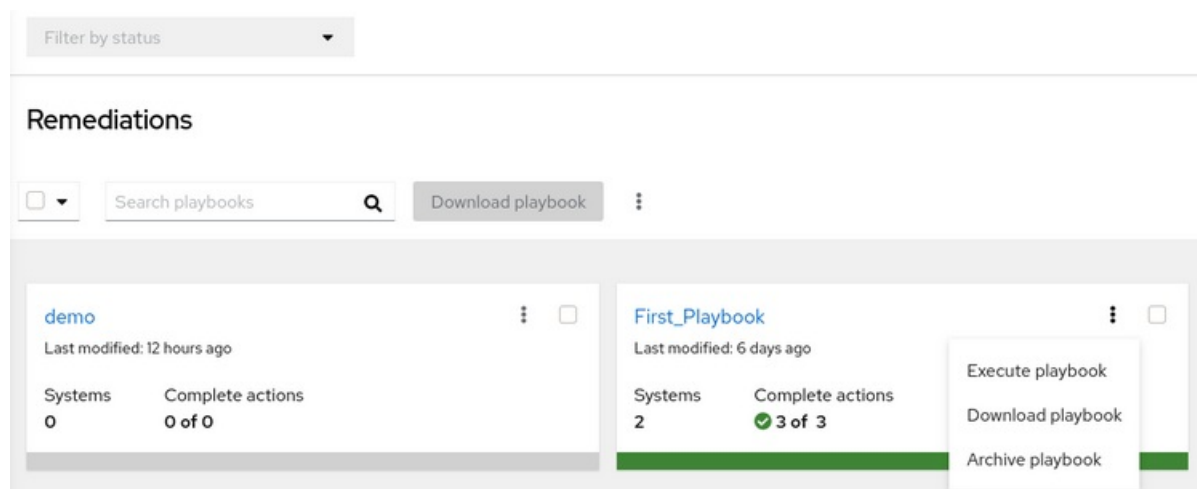 Filter by status
Remediations
Search playbooks
Download playbook
demo
Last modified: 12 hours ago
Systems Complete actions
0 0 of 0
First_Playbook
Last modified: 6 days ago
Systems Complete actions
2 3 of 3
Execute playbook
Download playbook
Archive playbook